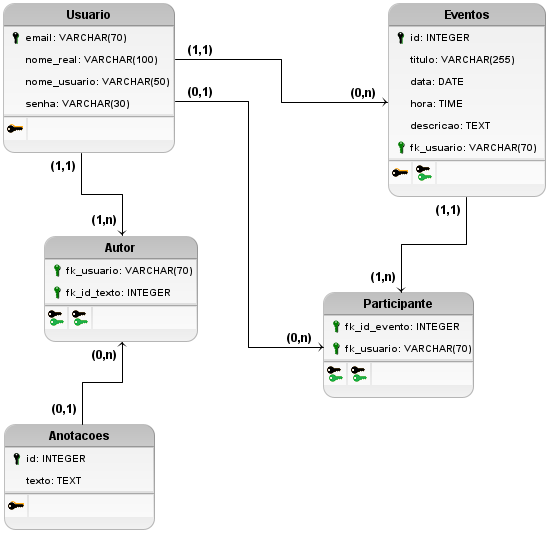 Usuario
email: VARCHAR(70)
nome_real: VARCHAR(100)
nome_usuario: VARCHAR(50)
senha: VARCHAR(30)
(1,1)
(0,1)
(0,n)
Eventos
id: INTEGER
titulo: VARCHAR(255)
data: DATE
hora: TIME
descricao: TEXT
fk_usuario: VARCHAR(70)
(1,1)
(1,n)
(1,1)
(1,n)
Autor
fk_usuario: VARCHAR(70)
fk_id_texto: INTEGER
(0,n)
(0,1)
Participante
fk_id_evento: INTEGER
fk_usuario: VARCHAR(70)
(0,n)
Anotacoes
id: INTEGER
texto: TEXT